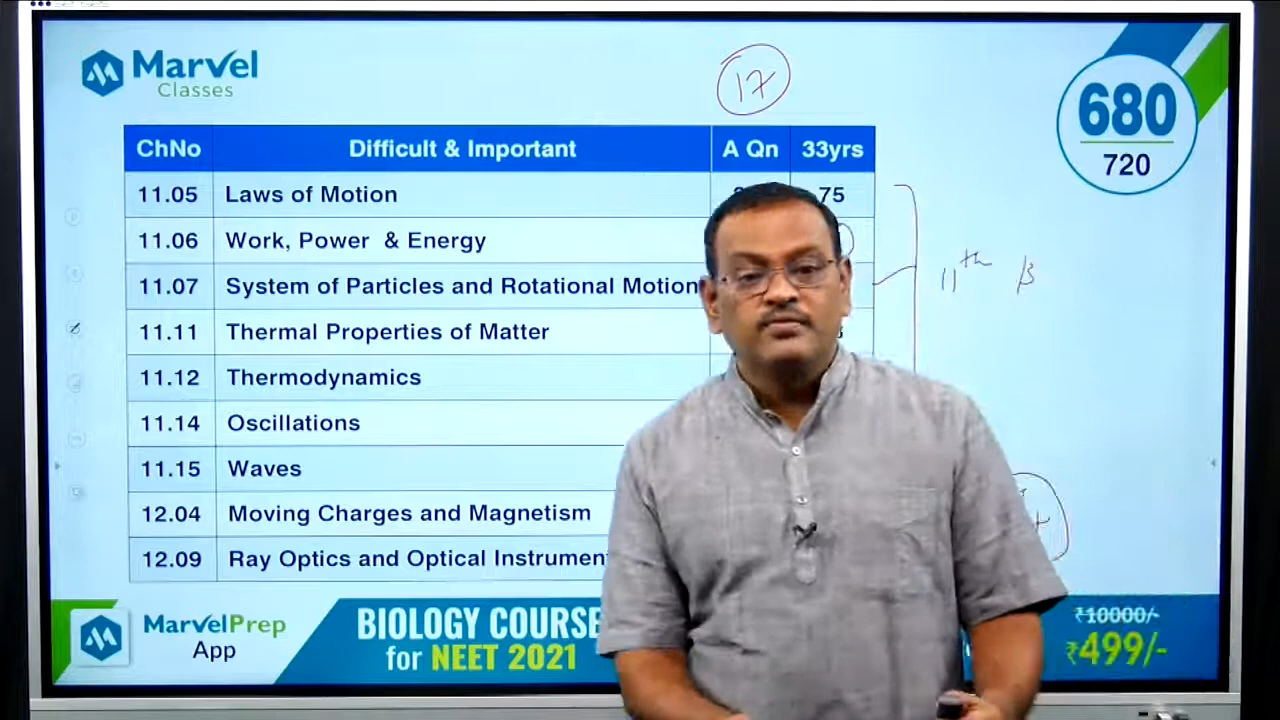 Marvel
Classes
17
680
720
ChNo Difficult & Important A Qn 33yrs
11.05 Laws of Motion 75
11.06 Work, Power & Energy
11.07 System of Particles and Rotational Motion
11th
11.11 Thermal Properties of Matter
11.12 Thermodynamics
11.14 Oscillations
11.15 Waves
12.04 Moving Charges and Magnetism
12.09 Ray Optics and Optical
MarvelPrep
App
BIOLOGY COURSE
for NEET 2021
₹10000/-
₹499/-